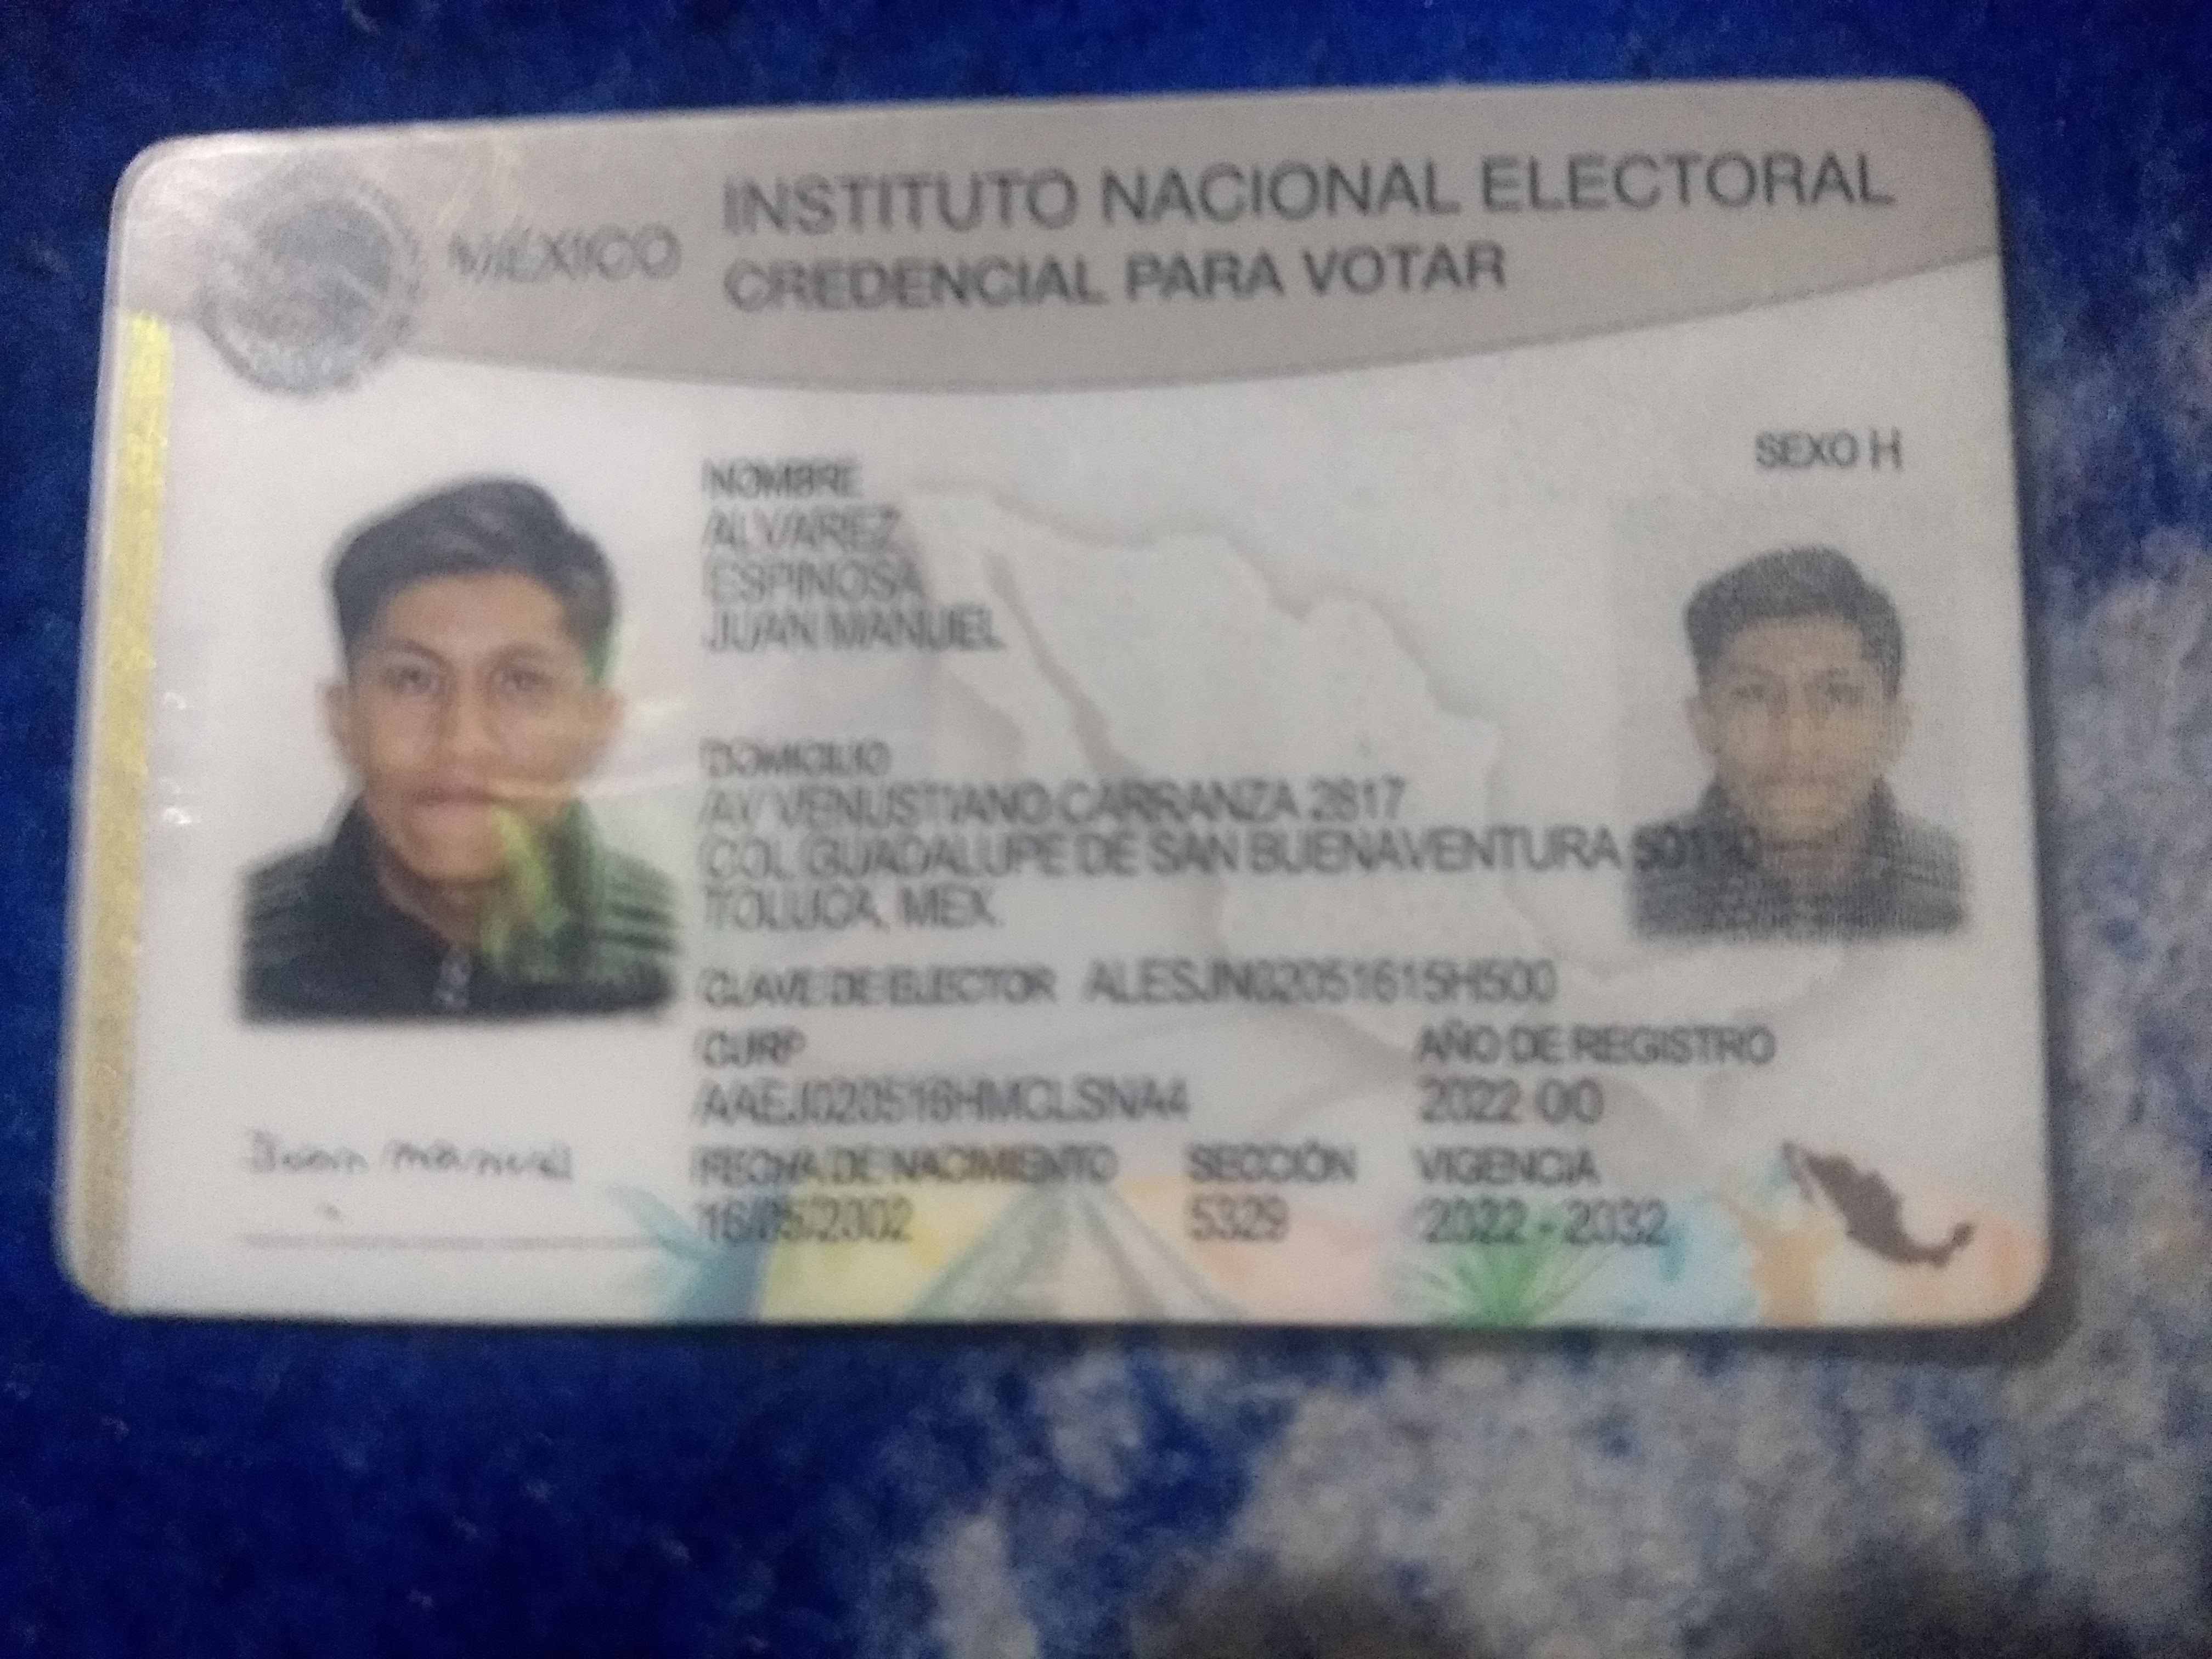 MÉXICO
INSTITUTO NACIONAL ELECTORAL
CREDENCIAL PARA VOTAR
SEXO H
NOMBRE
ALVAREZ
ESPINOSA
JUAN MANUEL
DOMICILIO
AV VENUSTIANO CARRANZA 2817
COL GUADALUPE DE SAN BUENAVENTURA
TOLUCA, MEX.
CLAVE DE ELECTOR ALESJN02051615H500
CURP
AAEJ020516HMCLSNA4
AÑO DE REGISTRO
2022 00
FECHA DE NACIMIENTO
16/05/2002
SECCIÓN
5329
VIGENCIA
2022 - 2032
Juan manuel